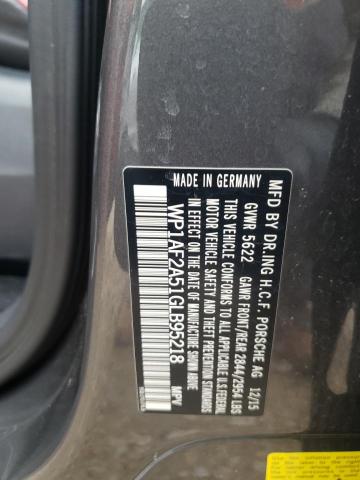 MFD BY DR.ING H.C.F. PORSCHE AG 12/15
GVWR 5622 GAWR FRONT/REAR 2844/2954 LBS
THIS VEHICLE CONFORMS TO ALL APPLICABLE U.S.FEDERAL
MOTOR VEHICLE SAFETY AND THEFT PREVENTION STANDARDS
IN EFFECT ON THE DATE OF MANUFACTURE SHOWN ABOVE
WP1AF2A51GLB95218 MPV
MADE IN GERMANY